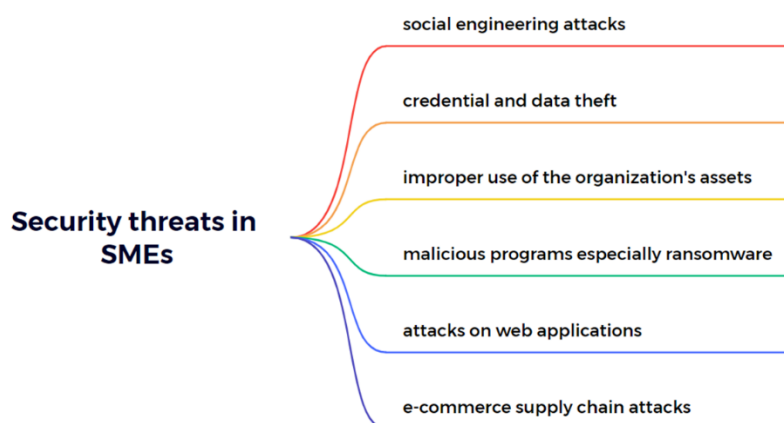 Security threats in
SMEs
social engineering attacks
credential and data theft
improper use of the organization's assets
malicious programs especially ransomware
attacks on web applications
e-commerce supply chain attacks